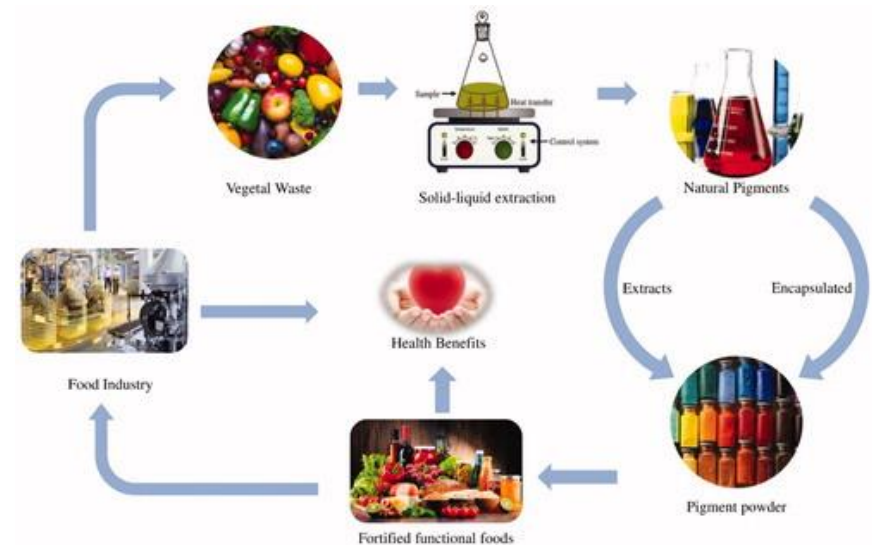 Sample
Heat transfer
Control system
Vegetal Waste
Solid-liquid extraction
Natural Pigments
Extracts
Encapsulated
Health Benefits
Food Industry
Pigment powder
Fortified functional foods